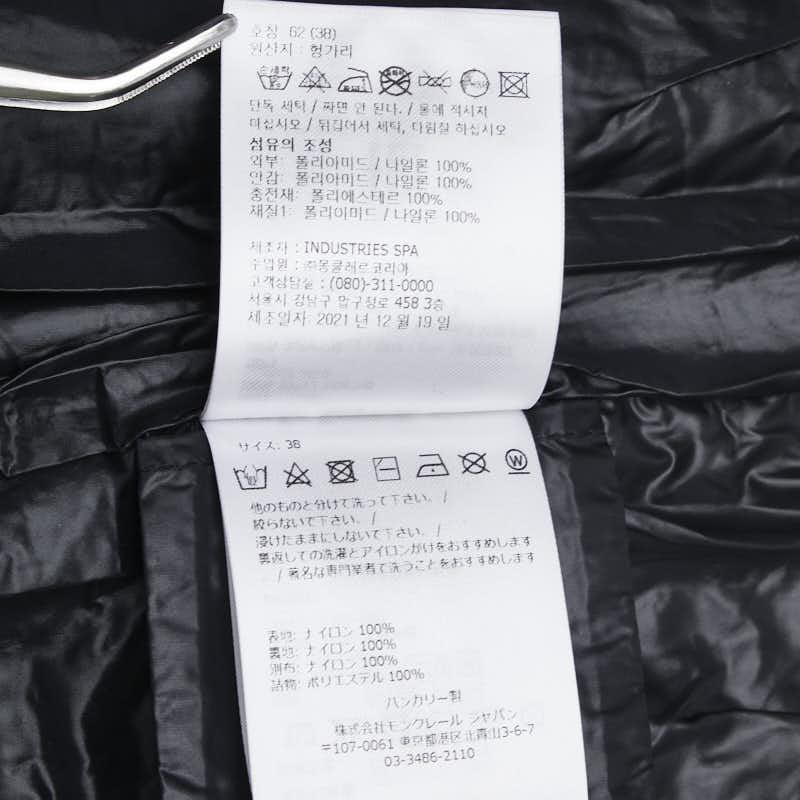 호칭 62 (38)
원산지 : 헝가리
손세탁
단독 세탁 / 짜면 안 된다. / 물에 적시지
마십시오 / 뒤집어서 세탁, 다림질 하십시오
섬유의 조성
외부: 폴리아미드 / 나일론 100%
안감: 폴리아미드 / 나일론 100%
충전재: 폴리에스테르 100%
재질1: 폴리아미드 / 나일론 100%
제조자 : INDUSTRIES SPA
수입원 : ㈜몽클레르코리아
고객상담실 : (080)-311-0000
서울시 강남구 압구정로 458 3층
제조일자: 2021 년 12 월 19 일
サイズ: 38
W
他のものと分けて洗って下さい。 /
絞らないで下さい。 /
浸けたままにしないで下さい。 /
裏返しての洗濯とアイロンがけをおすすめします
/ 著名な専門業者で洗うことをおすすめします
表地: ナイロン 100%
裏地: ナイロン 100%
別布: ナイロン 100%
詰物: ポリエステル 100%
ハンガリー製
株式会社モンクレール ジャパン
〒107-0061 東京都港区北青山3-6-7
03-3486-2110